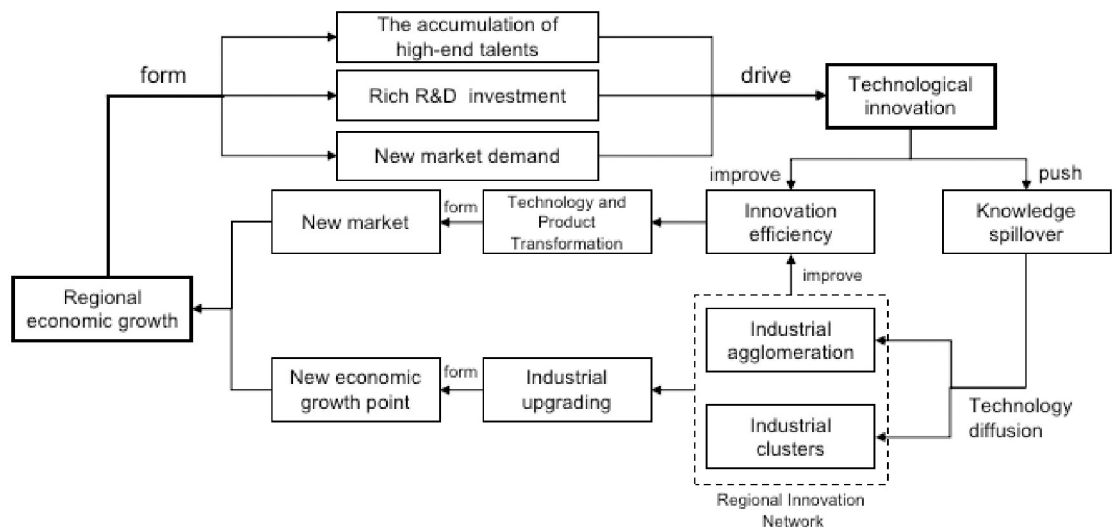 The accumulation of
high-end talents
form
drive
Rich R&D investment
Technological
innovation
New market demand
improve
push
New market
form
Technology and
Product
Transformation
Innovation
efficiency
Knowledge
spillover
improve
Regional
economic growth
Industrial
agglomeration
New economic
growth point
form
Industrial
upgrading
Industrial
clusters
Technology
diffusion
Regional Innovation
Network